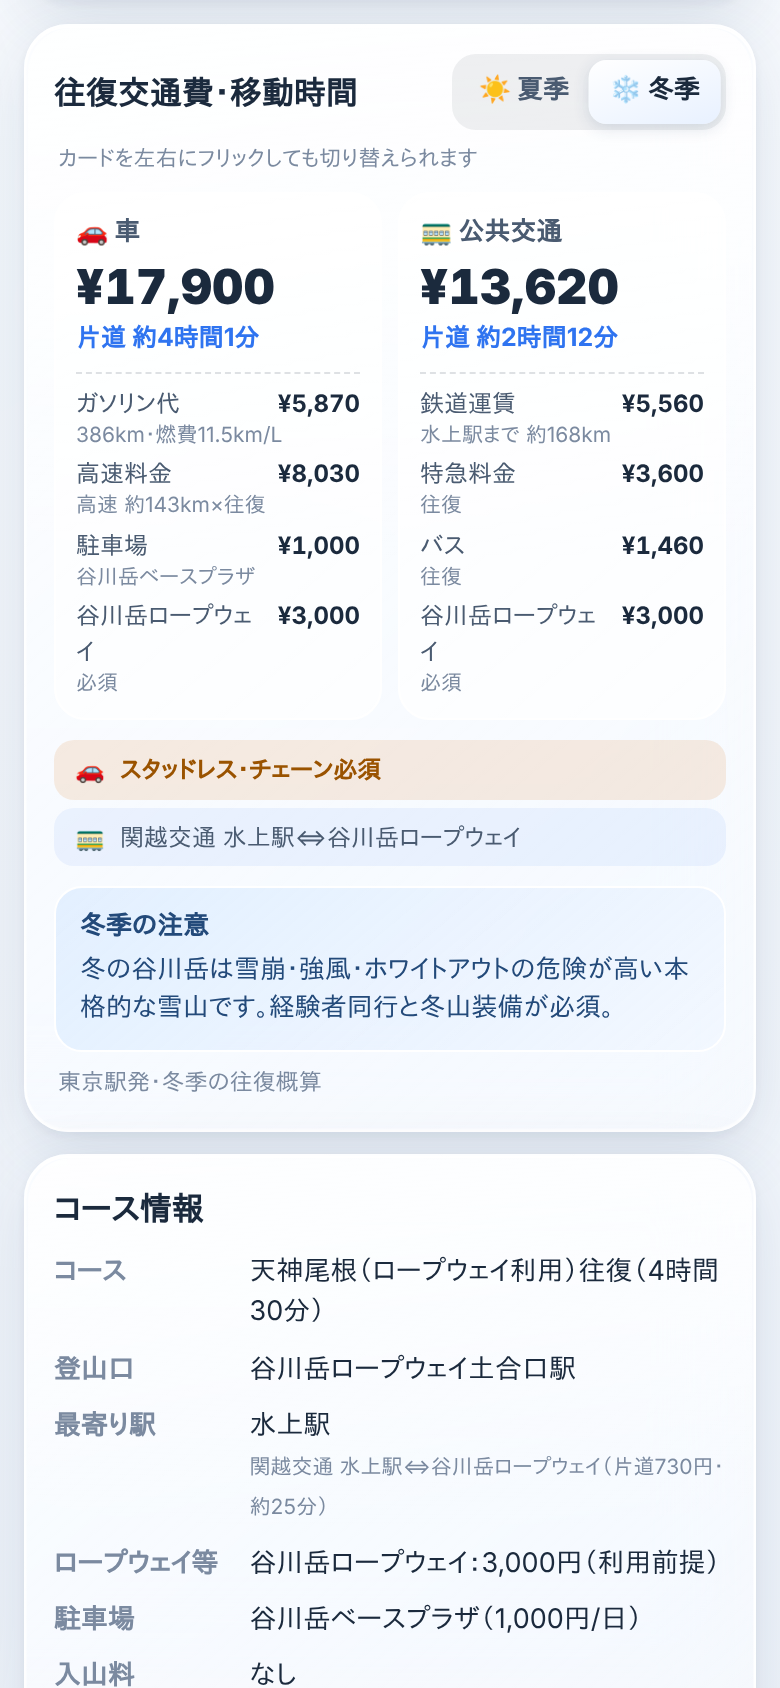 往復交通費・移動時間
☀️ 夏季
❄️ 冬季
カードを左右にフリックしても切り替えられます
🚗 車
¥17,900
片道 約4時間1分
ガソリン代 ¥5,870
386km・燃費11.5km/L
高速料金 ¥8,030
高速 約143km×往復
駐車場 ¥1,000
谷川岳ベースプラザ
谷川岳ロープウェ ¥3,000
イ
必須
🚃 公共交通
¥13,620
片道 約2時間12分
鉄道運賃 ¥5,560
水上駅まで 約168km
特急料金 ¥3,600
往復
バス ¥1,460
往復
谷川岳ロープウェ ¥3,000
イ
必須
🚗 スタッドレス・チェーン必須
🚃 関越交通 水上駅⇔谷川岳ロープウェイ
冬季の注意
冬の谷川岳は雪崩・強風・ホワイトアウトの危険が高い本
格的な雪山です。経験者同行と冬山装備が必須。
東京駅発・冬季の往復概算
コース情報
コース 天神尾根（ロープウェイ利用）往復（4時間
30分）
登山口 谷川岳ロープウェイ土合口駅
最寄り駅 水上駅
関越交通 水上駅⇔谷川岳ロープウェイ（片道730円・
約25分）
ロープウェイ等 谷川岳ロープウェイ：3,000円（利用前提）
駐車場 谷川岳ベースプラザ（1,000円/日）
入山料 なし